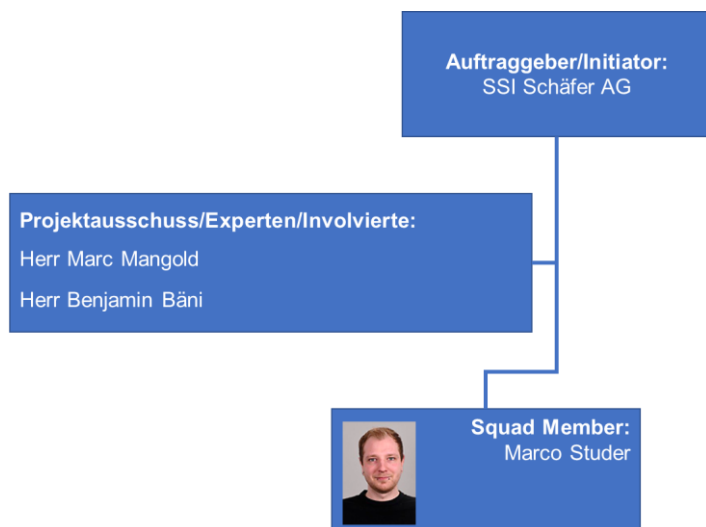 Auftraggeber/Initiator:
SSI Schäfer AG
Projektausschuss/Experten/Involvierte:
Herr Marc Mangold
Herr Benjamin Bäni
Squad Member:
Marco Studer